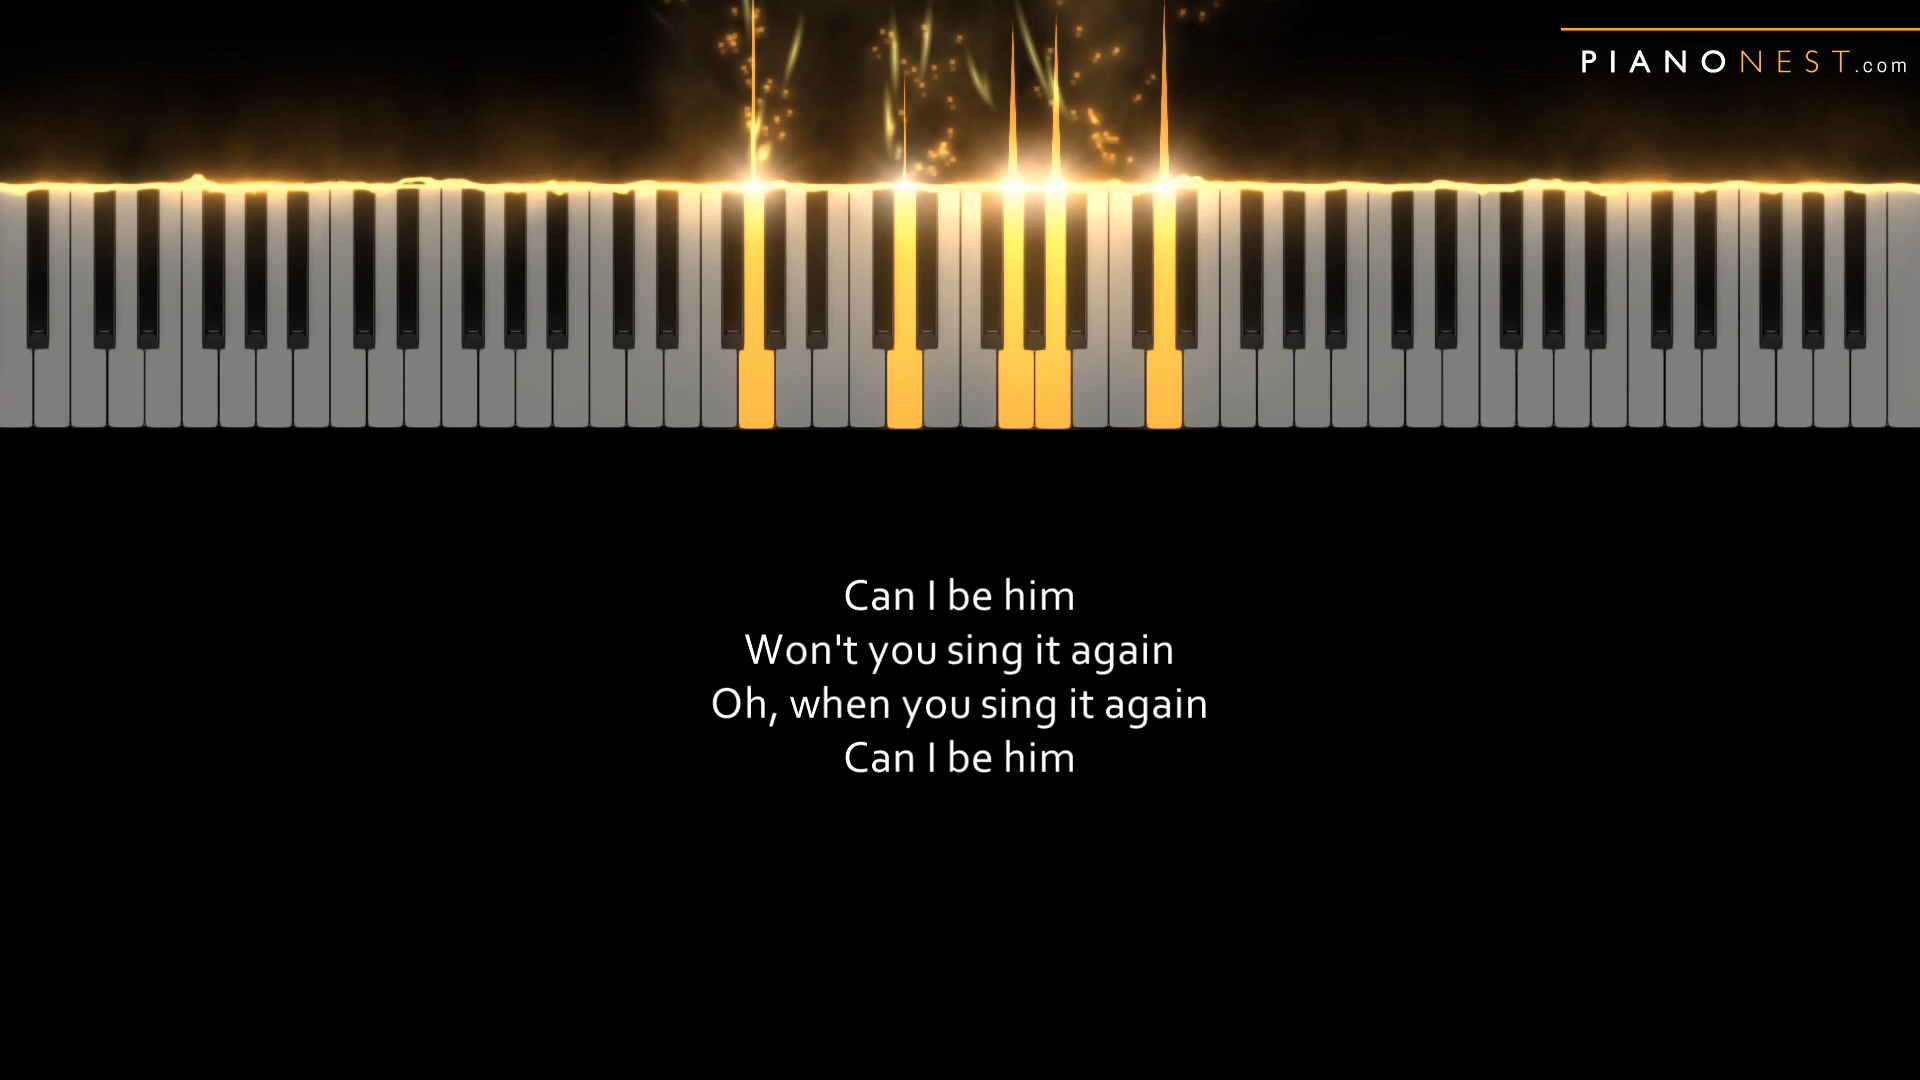 PIANONEST.com
Can I be him
Won't you sing it again
Oh, when you sing it again
Can I be him